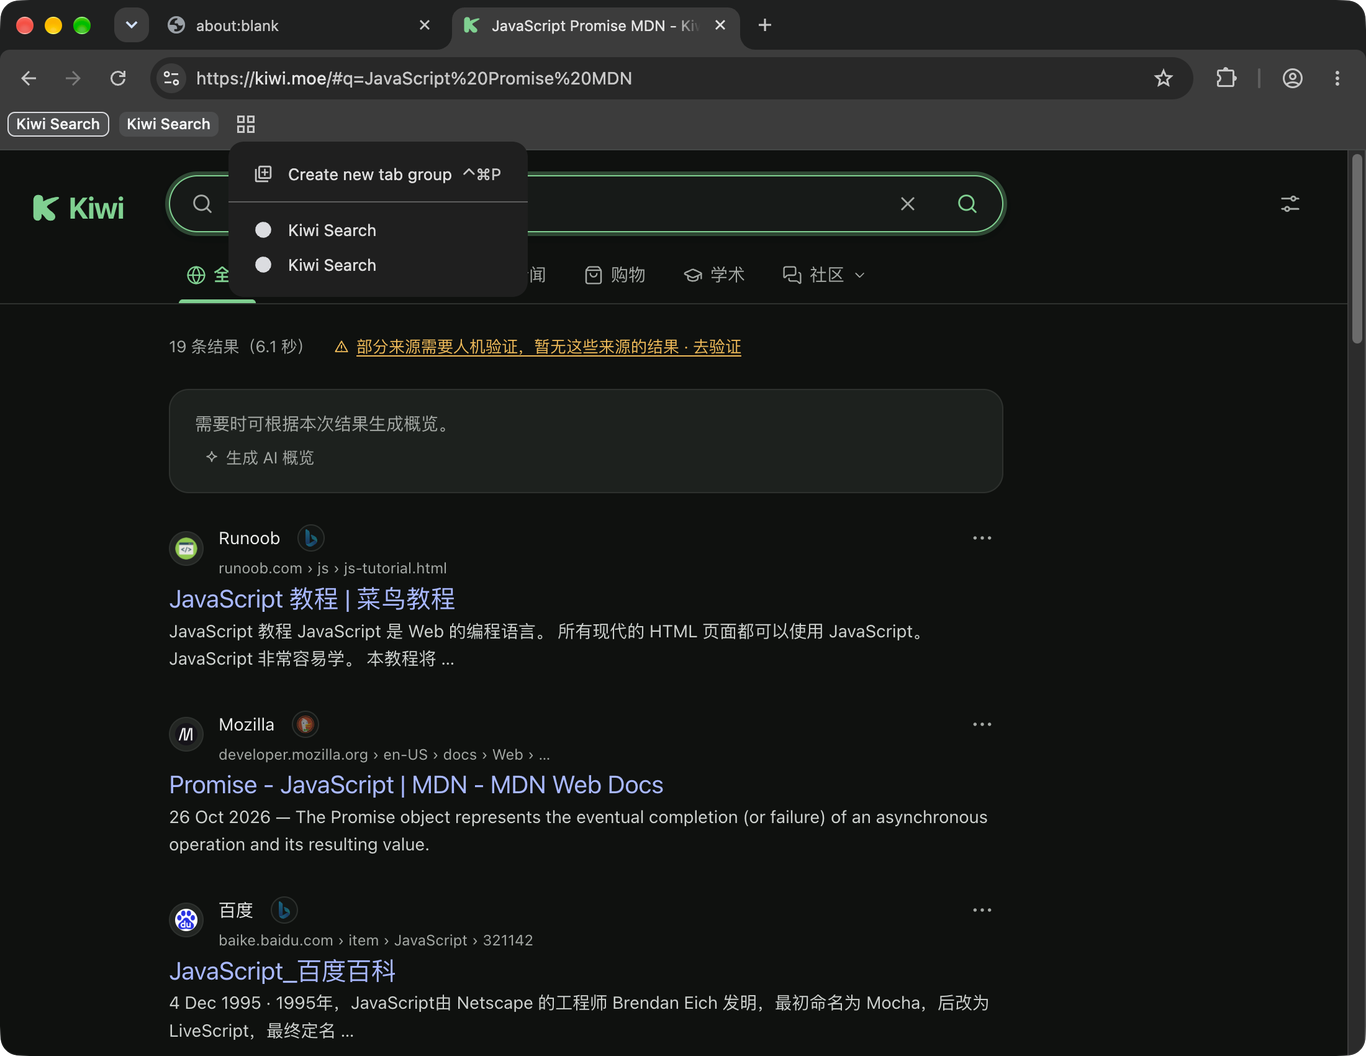 about:blank
JavaScript Promise MDN - Ki
https://kiwi.moe/#q=JavaScript%20Promise%20MDN
Kiwi Search
Kiwi Search
Create new tab group ^⌘P
Kiwi Search
Kiwi Search
Kiwi
全
闻
购物
学术
社区
19 条结果（6.1 秒）
部分来源需要人机验证，暂无这些来源的结果 · 去验证
需要时可根据本次结果生成概览。
生成 AI 概览
Runoob
runoob.com › js › js-tutorial.html
JavaScript 教程 | 菜鸟教程
JavaScript 教程 JavaScript 是 Web 的编程语言。 所有现代的 HTML 页面都可以使用 JavaScript。
JavaScript 非常容易学。 本教程将 ...
Mozilla
developer.mozilla.org › en-US › docs › Web › ...
Promise - JavaScript | MDN - MDN Web Docs
26 Oct 2026 — The Promise object represents the eventual completion (or failure) of an asynchronous
operation and its resulting value.
百度
baike.baidu.com › item › JavaScript › 321142
JavaScript_百度百科
4 Dec 1995 · 1995年，JavaScript由 Netscape 的工程师 Brendan Eich 发明，最初命名为 Mocha，后改为
LiveScript，最终定名 ...